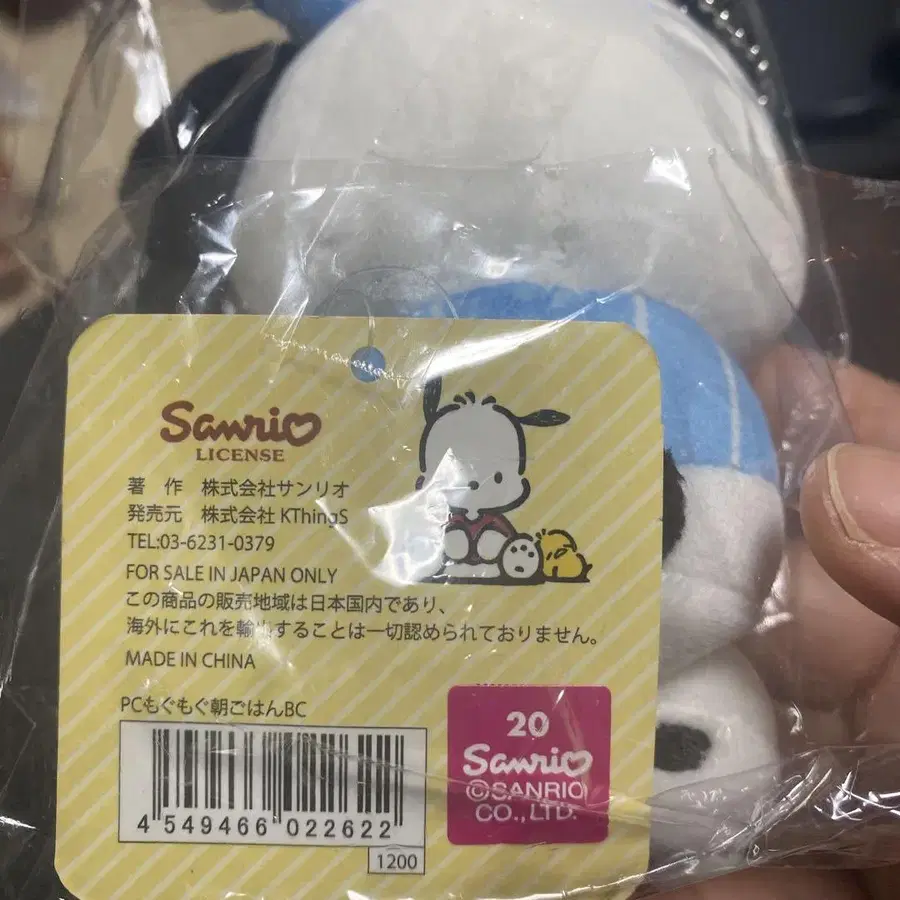 Sanrio
LICENSE
著 作 株式会社サンリオ
発売元 株式会社 KThingS
TEL:03-6231-0379
FOR SALE IN JAPAN ONLY
この商品の販売地域は日本国内であり、
海外にこれを輸出することは一切認められておりません。
MADE IN CHINA
PCもぐもぐ朝ごはんBC
4 549466 022622
1200
20
Sanrio
©SANRIO
CO.,LTD.